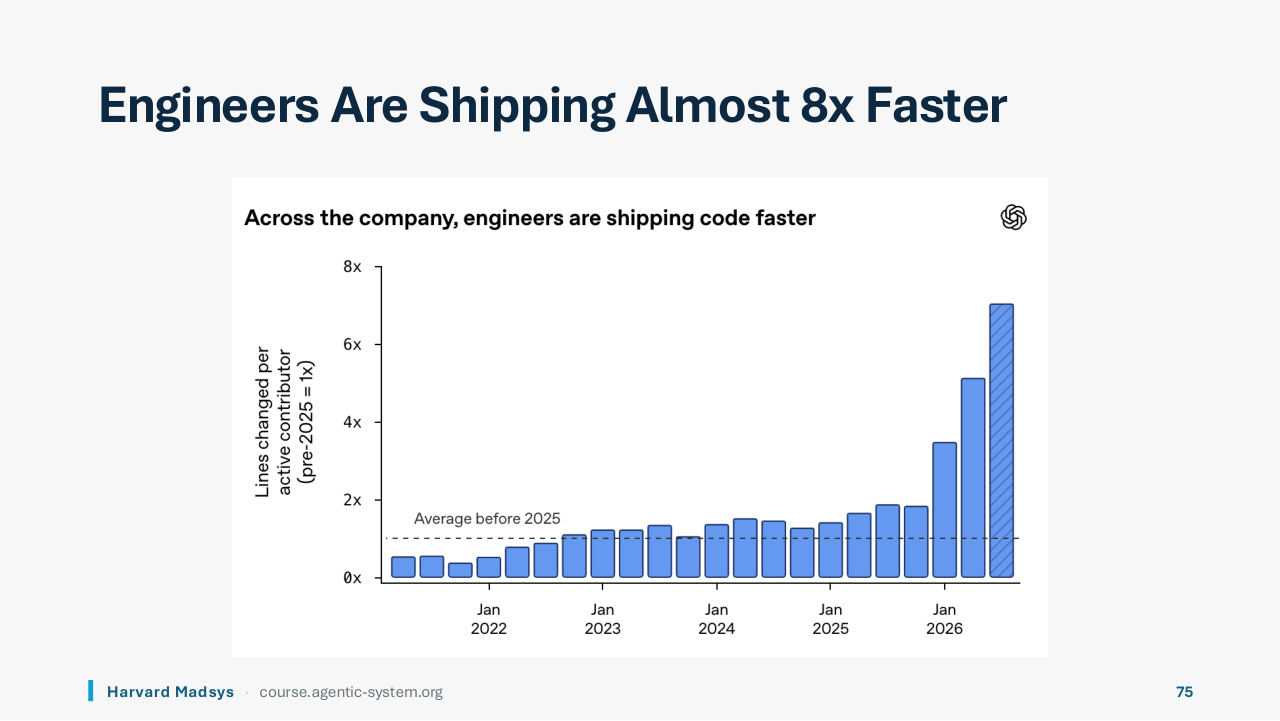 Engineers Are Shipping Almost 8x Faster
Across the company, engineers are shipping code faster
Lines changed per
active contributor
(pre-2025 = 1x)
8x
6x
4x
2x
0x
Average before 2025
Jan
2022
Jan
2023
Jan
2024
Jan
2025
Jan
2026
Harvard Madsys · course.agentic-system.org
75